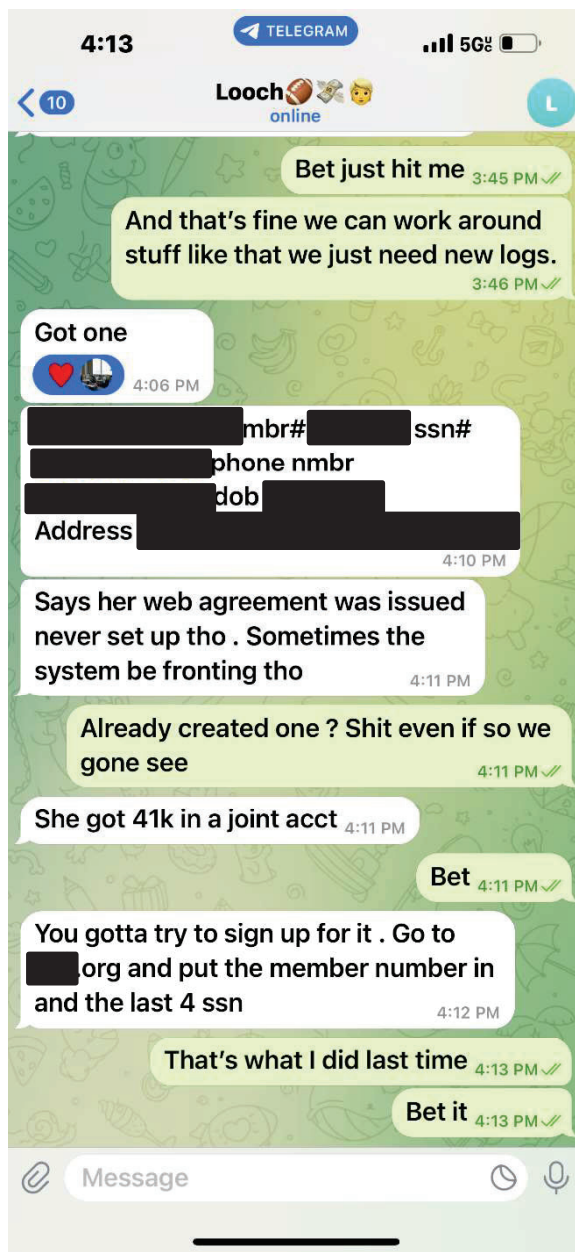 4:13
TELEGRAM
5G
10
Looch🏈💸👦
online
L
Bet just hit me 3:45 PM
And that’s fine we can work around
stuff like that we just need new logs.
3:46 PM
Got one
4:06 PM
mbr# ssn#
phone nmbr
dob
Address
4:10 PM
Says her web agreement was issued
never set up tho . Sometimes the
system be fronting tho 4:11 PM
Already created one ? Shit even if so we
gone see 4:11 PM
She got 41k in a joint acct 4:11 PM
Bet 4:11 PM
You gotta try to sign up for it . Go to
.org and put the member number in
and the last 4 ssn 4:12 PM
That’s what I did last time 4:13 PM
Bet it 4:13 PM
Message